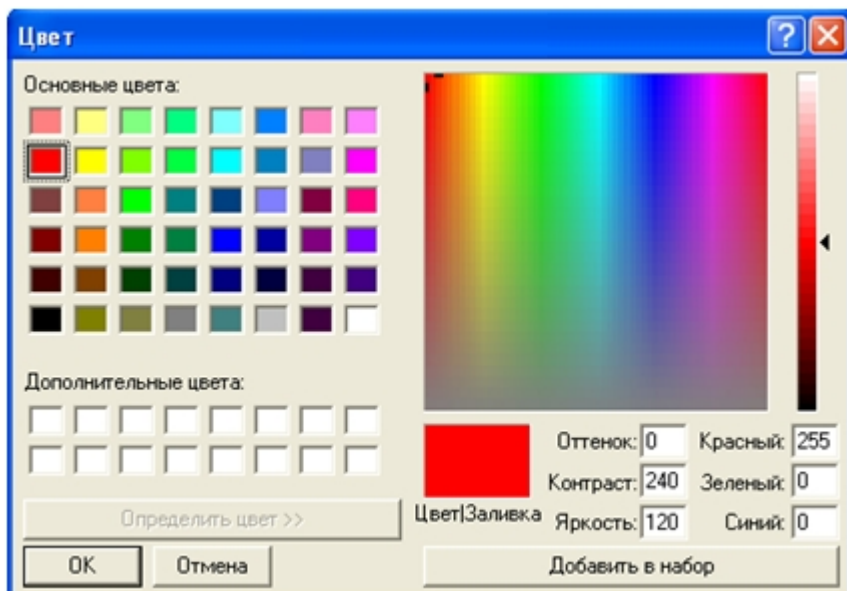 Цвет
Основные цвета:
Дополнительные цвета:
Определить цвет >>
OK
Отмена
Цвет|Заливка
Оттенок: 0
Контраст: 240
Яркость: 120
Красный: 255
Зеленый: 0
Синий: 0
Добавить в набор